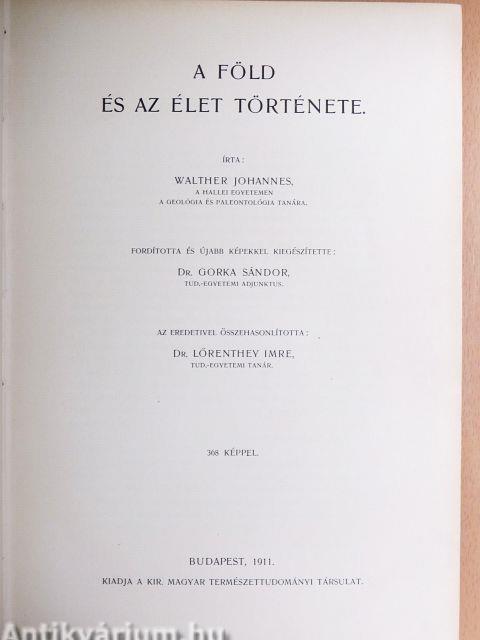 A FÖLD
ÉS AZ ÉLET TÖRTÉNETE.
ÍRTA:
WALTHER JOHANNES,
A HALLEI EGYETEMEN
A GEOLÓGIA ÉS PALEONTOLÓGIA TANÁRA.
FORDÍTOTTA ÉS ÚJABB KÉPEKKEL KIEGÉSZÍTETTE:
DR. GORKA SÁNDOR,
TUD.-EGYETEMI ADJUNKTUS.
AZ EREDETIVEL ÖSSZEHASONLÍTOTTA:
DR. LŐRENTHEY IMRE,
TUD.-EGYETEMI TANÁR.
368 KÉPPEL.
BUDAPEST, 1911.
KIADJA A KIR. MAGYAR TERMÉSZETTUDOMÁNYI TÁRSULAT.
Antikvárium.hu